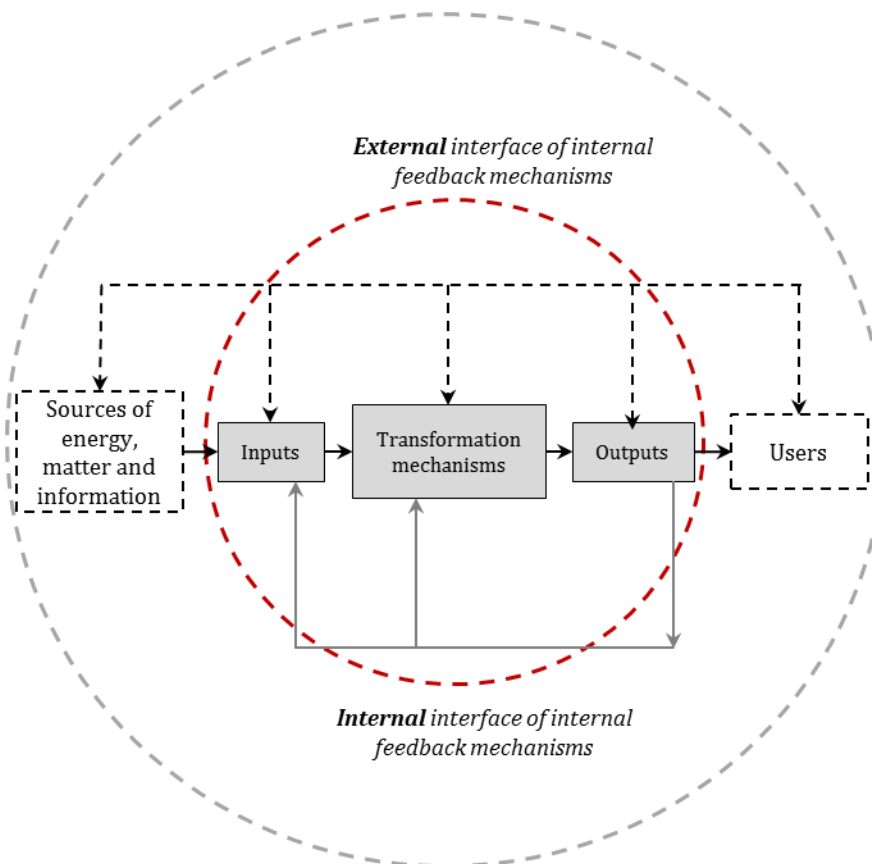 External interface of internal
feedback mechanisms
Sources of
energy,
matter and
information
Inputs
Transformation
mechanisms
Outputs
Users
Internal interface of internal
feedback mechanisms